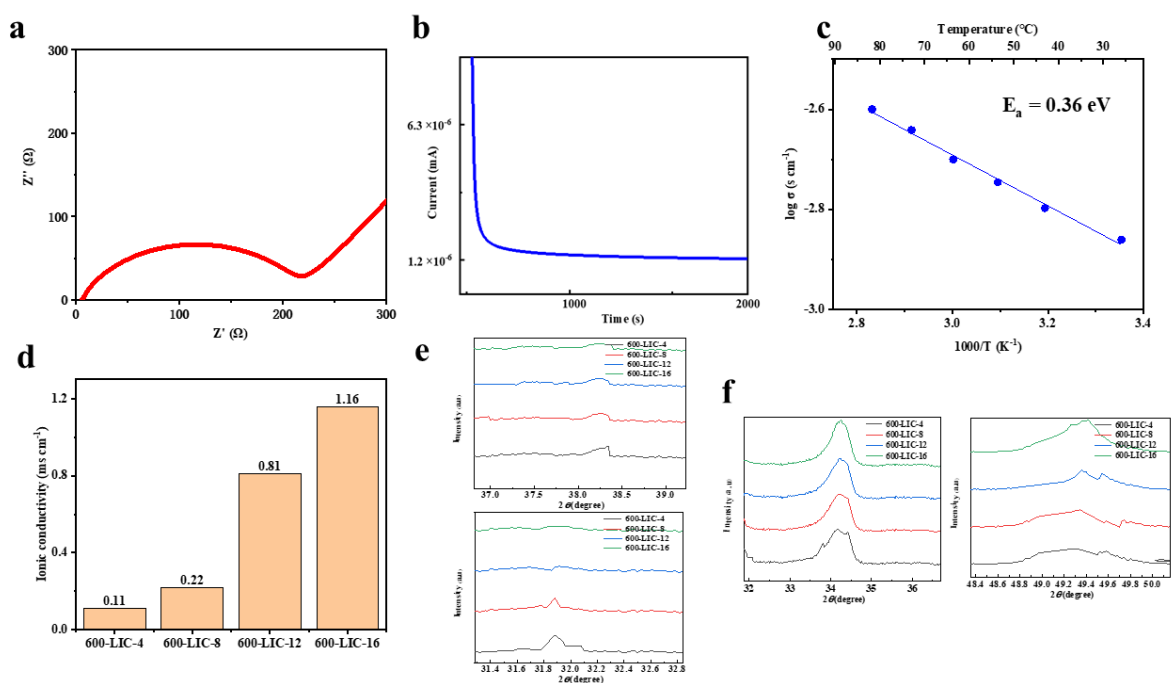 a
300
200
100
0
0
100
200
300
Z'' (Ω)
Z' (Ω)
b
6.3 ×10⁻⁶
1.2 ×10⁻⁶
Current (mA)
1000
2000
Time (s)
c
Temperature (°C)
90 80 70 60 50 40 30
Eₐ = 0.36 eV
-2.6
-2.8
-3.0
log σ (s cm⁻¹)
2.8 3.0 3.2 3.4
1000/T (K⁻¹)
d
1.2
0.9
0.6
0.3
0.0
Ionic conductivity (ms cm⁻¹)
0.11
0.22
0.81
1.16
600-LIC-4 600-LIC-8 600-LIC-12 600-LIC-16
e
600-LIC-4
600-LIC-8
600-LIC-12
600-LIC-16
37.0 37.5 38.0 38.5 39.0
2θ(degree)
600-LIC-4
600-LIC-8
600-LIC-12
600-LIC-16
31.4 31.6 31.8 32.0 32.2 32.4 32.6 32.8
2θ(degree)
f
600-LIC-4
600-LIC-8
600-LIC-12
600-LIC-16
32 33 34 35 36
2θ(degree)
600-LIC-4
600-LIC-8
600-LIC-12
600-LIC-16
48.4 48.6 48.8 49.0 49.2 49.4 49.6 49.8 50.0
2θ(degree)